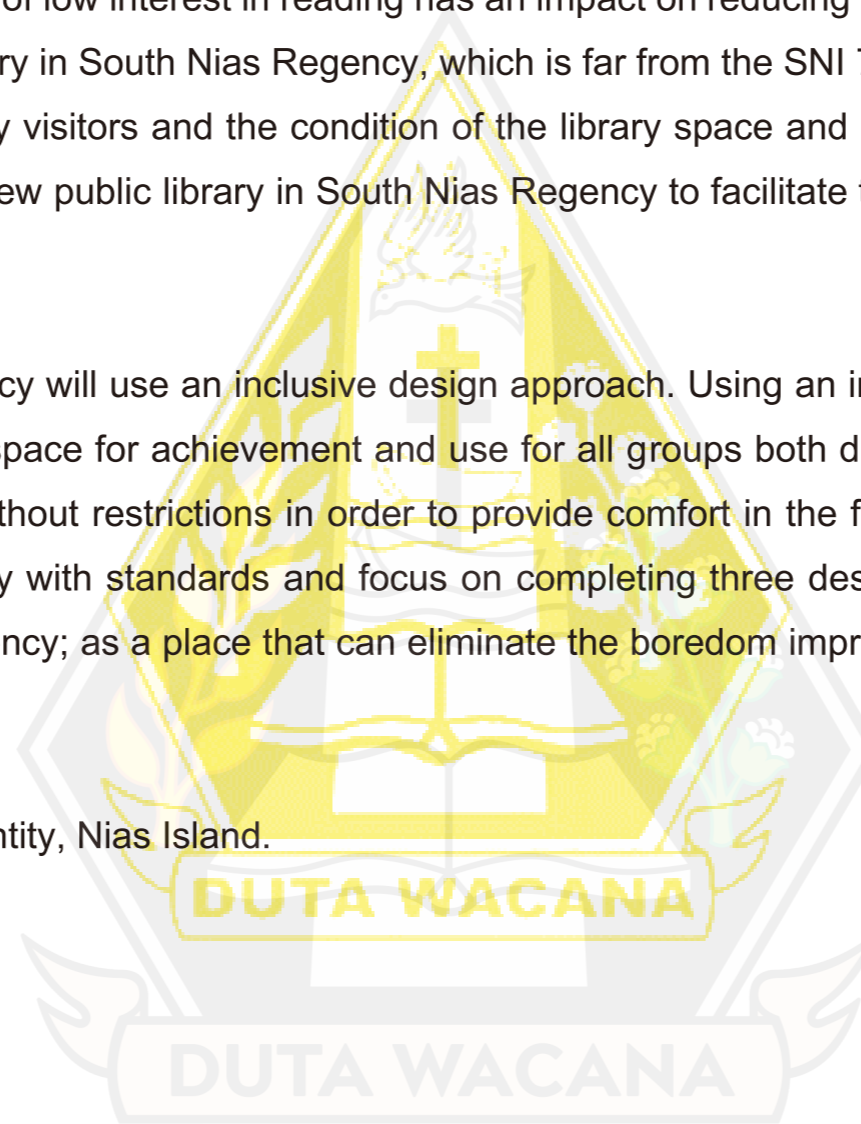 of low interest in reading has an impact on reducing
ry in South Nias Regency, which is far from the SNI
y visitors and the condition of the library space and
ew public library in South Nias Regency to facilitate
cy will use an inclusive design approach. Using an
space for achievement and use for all groups both
thout restrictions in order to provide comfort in the
y with standards and focus on completing three
ncy; as a place that can eliminate the boredom
ntity, Nias Island.
DUTA WACANA
DUTA WACANA